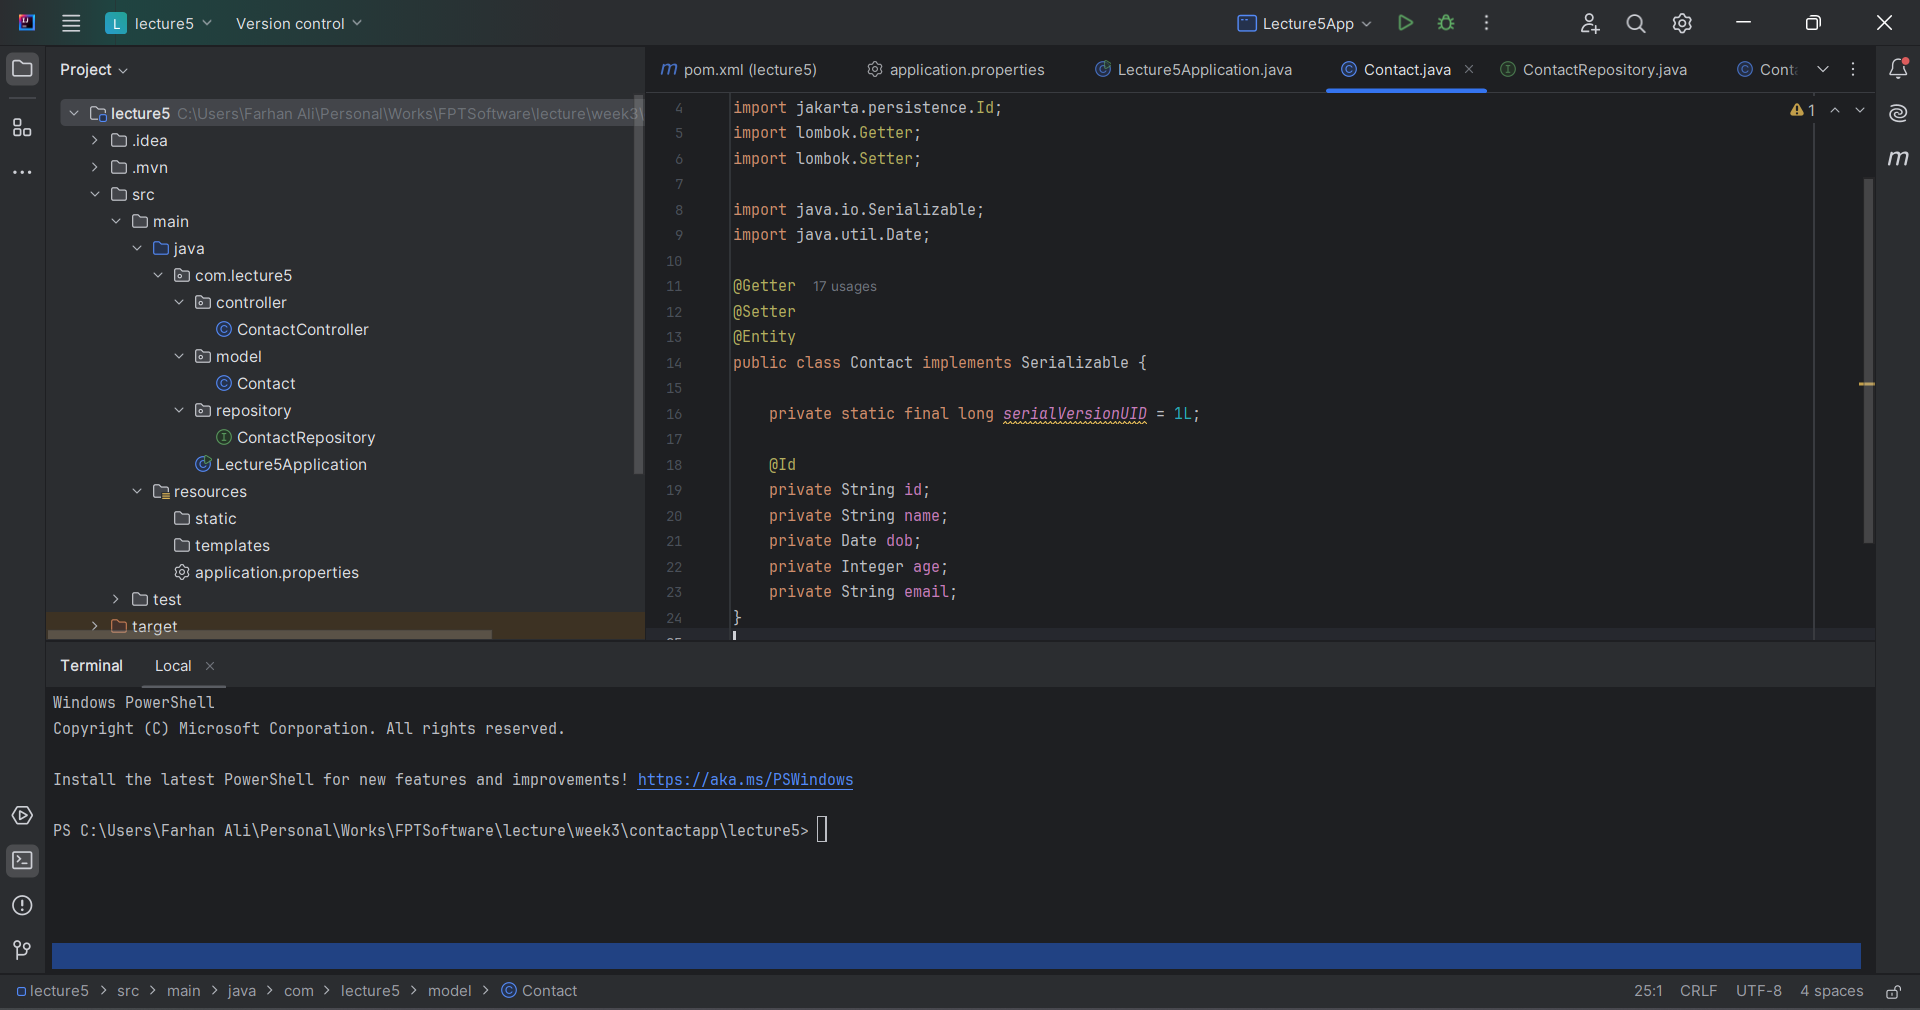 L lecture5 Version control Lecture5App
Project
pom.xml (lecture5) application.properties Lecture5Application.java Contact.java ContactRepository.java Cont
lecture5 C:\Users\Farhan Ali\Personal\Works\FPTSoftware\lecture\week3\
.idea
.mvn
src
main
java
com.lecture5
controller
ContactController
model
Contact
repository
ContactRepository
Lecture5Application
resources
static
templates
application.properties
test
target
1
4 import jakarta.persistence.Id;
5 import lombok.Getter;
6 import lombok.Setter;
7
8 import java.io.Serializable;
9 import java.util.Date;
10
11 @Getter 17 usages
12 @Setter
13 @Entity
14 public class Contact implements Serializable {
15
16 private static final long serialVersionUID = 1L;
17
18 @Id
19 private String id;
20 private String name;
21 private Date dob;
22 private Integer age;
23 private String email;
24 }
Terminal Local
Windows PowerShell
Copyright (C) Microsoft Corporation. All rights reserved.
Install the latest PowerShell for new features and improvements! https://aka.ms/PSWindows
PS C:\Users\Farhan Ali\Personal\Works\FPTSoftware\lecture\week3\contactapp\lecture5>
lecture5 > src > main > java > com > lecture5 > model > Contact
25:1 CRLF UTF-8 4 spaces